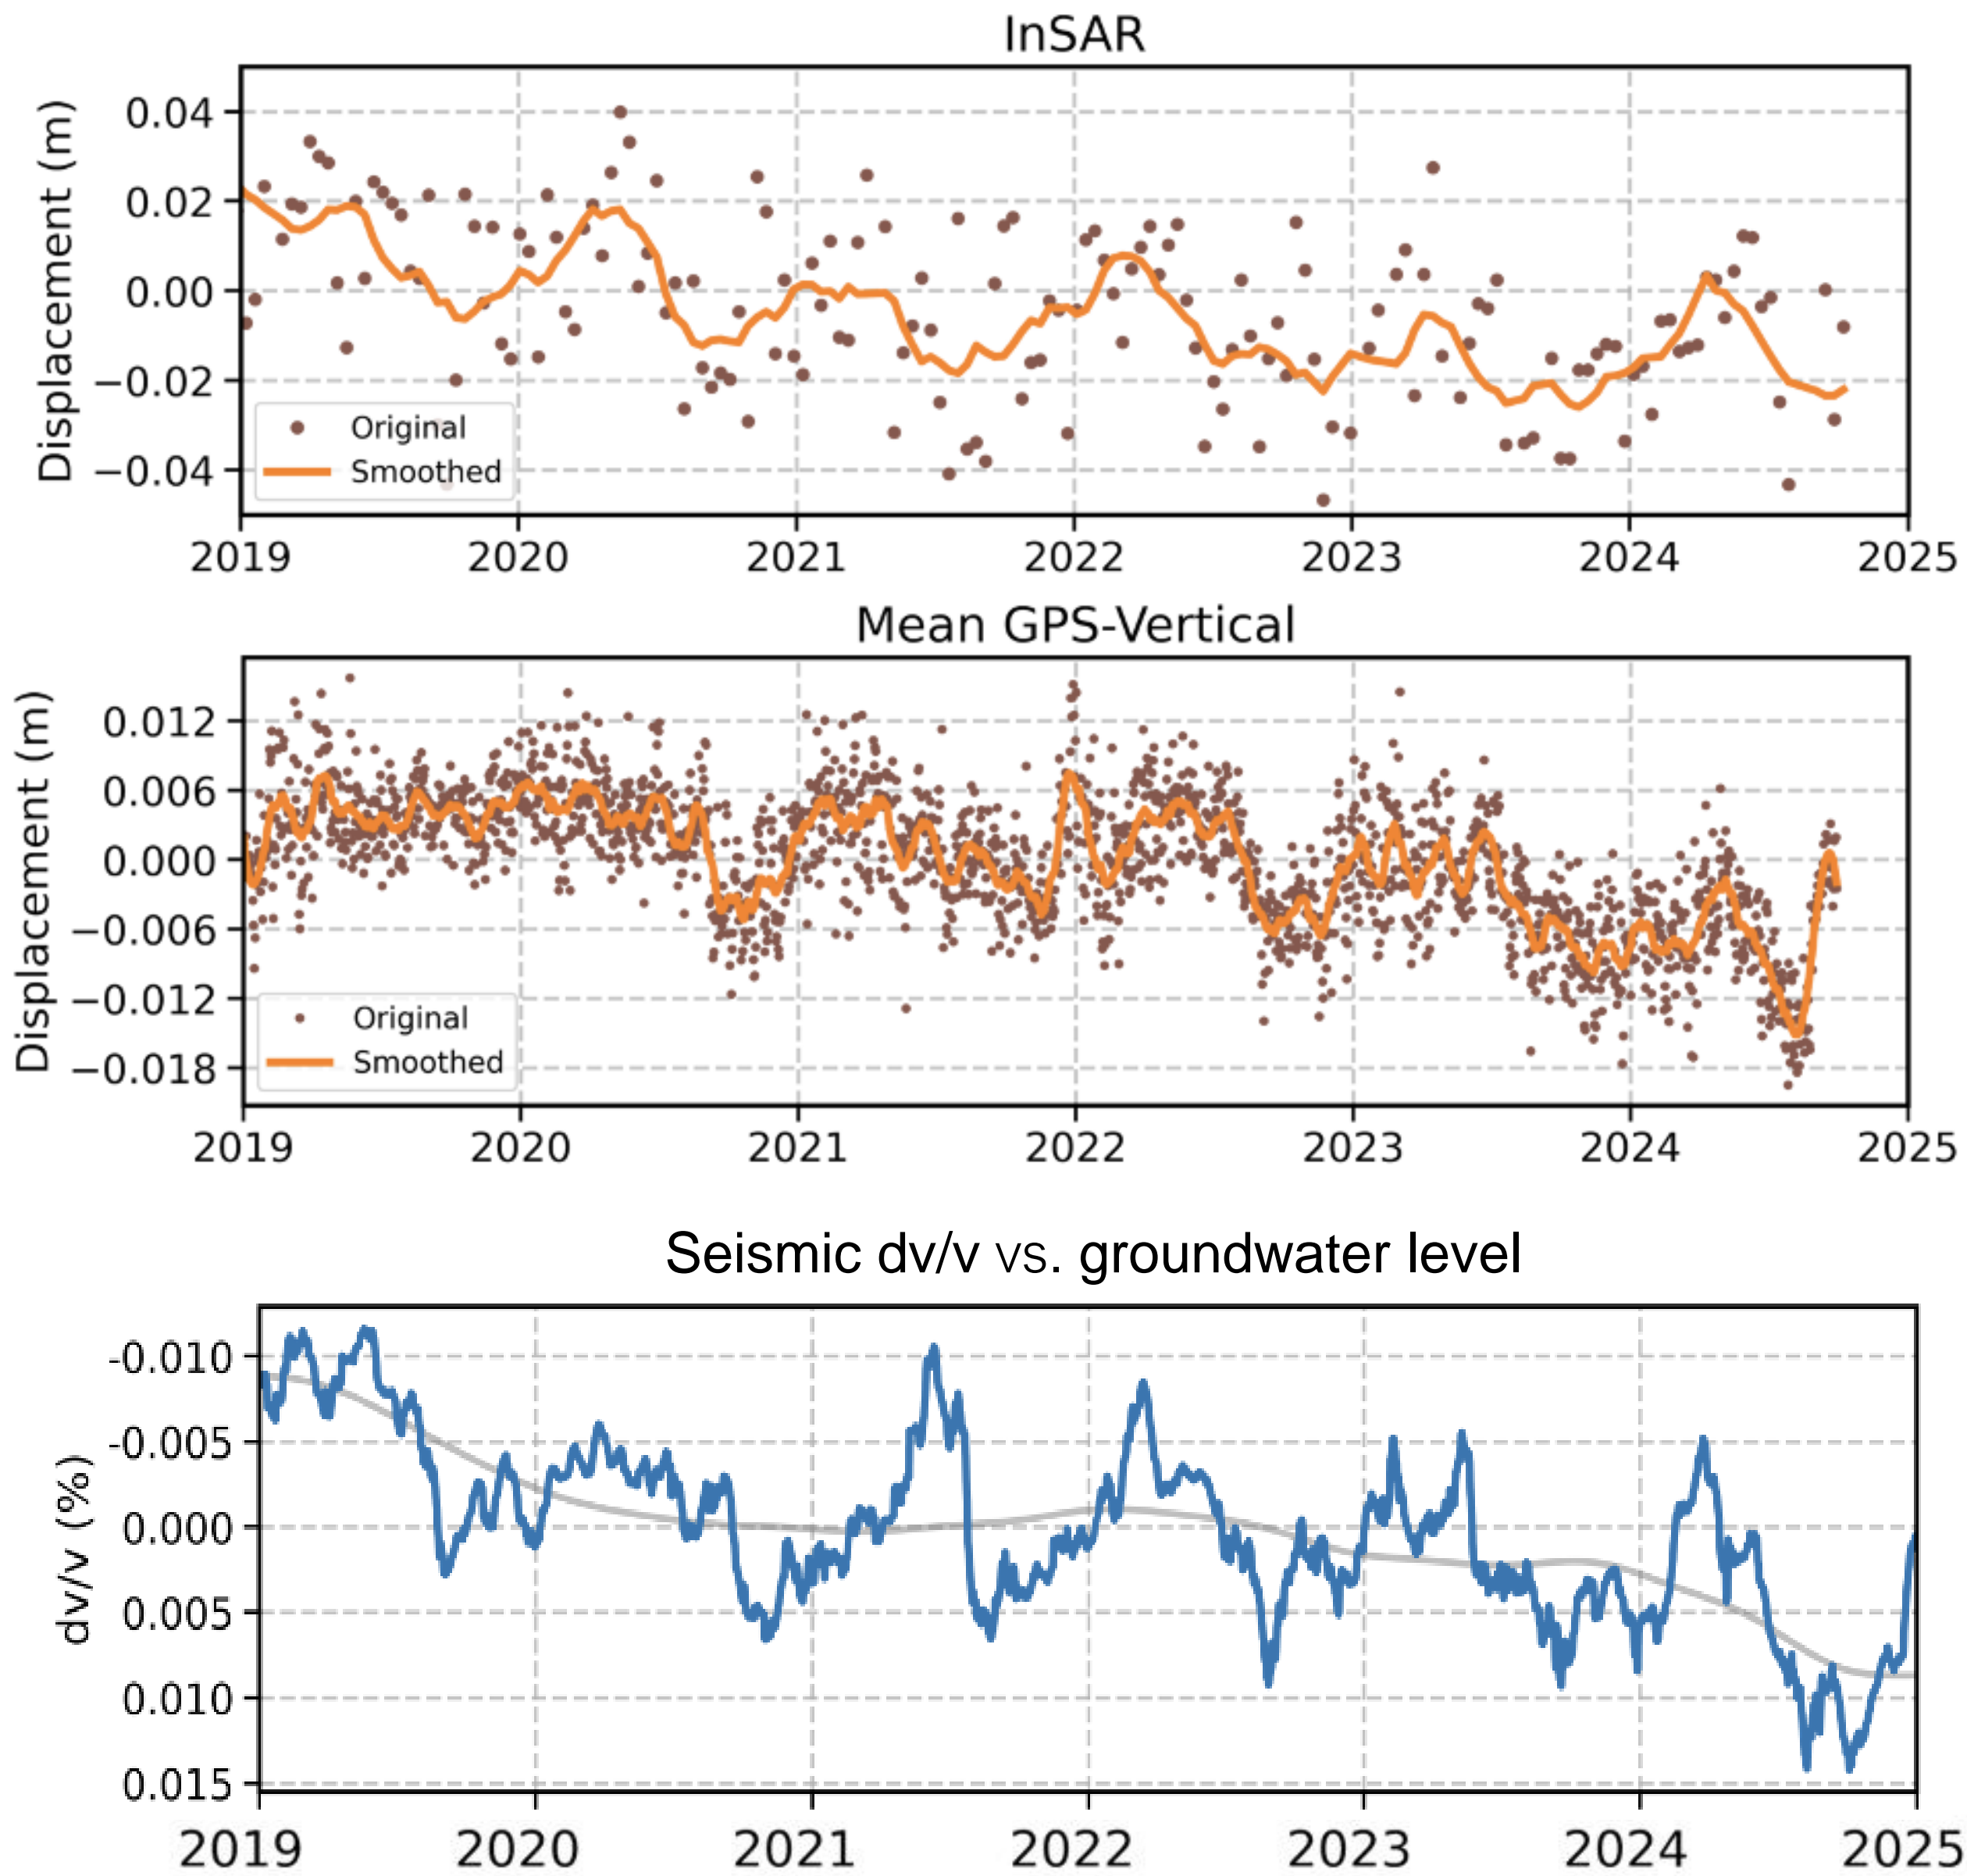 InSAR
Displacement (m)
0.04
0.02
0.00
−0.02
−0.04
Original
Smoothed
2019 2020 2021 2022 2023 2024 2025
Mean GPS-Vertical
Displacement (m)
0.012
0.006
0.000
−0.006
−0.012
−0.018
Original
Smoothed
2019 2020 2021 2022 2023 2024 2025
Seismic dv/v vs. groundwater level
dv/v (%)
-0.010
-0.005
0.000
0.005
0.010
0.015
2019 2020 2021 2022 2023 2024 2025